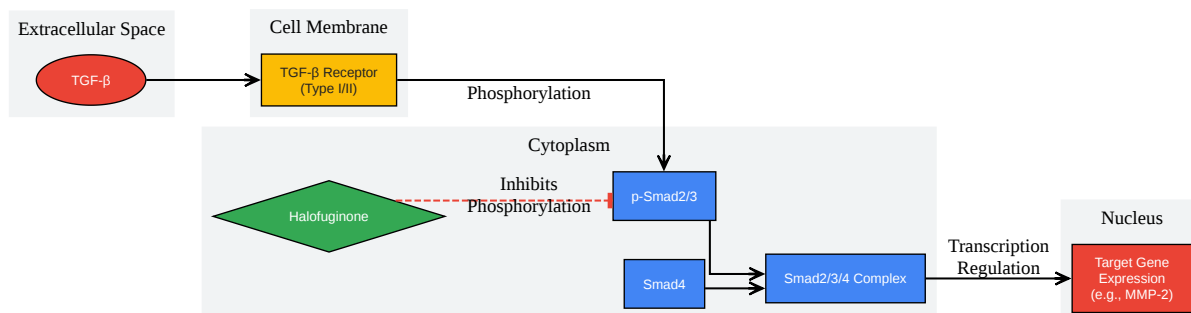 Extracellular Space
TGF-β
Cell Membrane
TGF-β Receptor
(Type I/II)
Phosphorylation
Cytoplasm
Halofuginone
Inhibits
Phosphorylation
p-Smad2/3
Smad4
Smad2/3/4 Complex
Transcription
Regulation
Nucleus
Target Gene
Expression
(e.g., MMP-2)